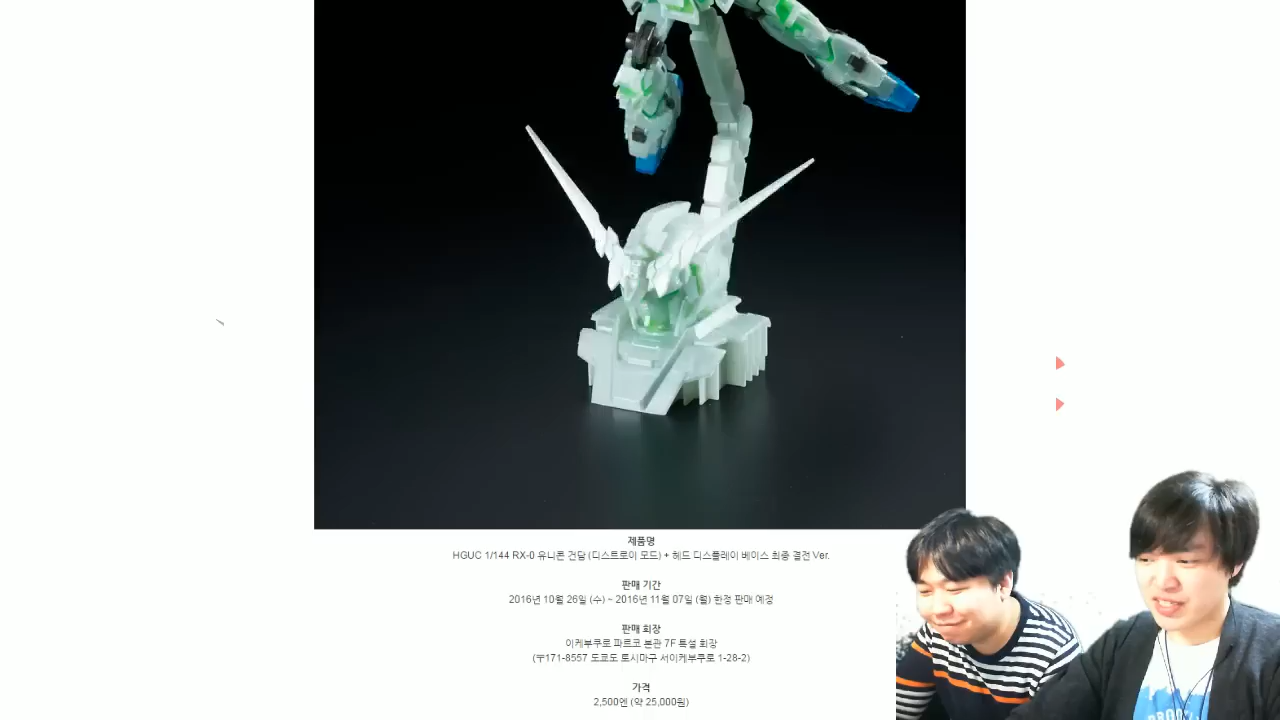 제품명
HGUC 1/144 RX-0 유니콘 건담 (디스트로이 모드) + 헤드 디스플레이 베이스 최종 결전 Ver.
판매 기간
2016년 10월 26일 (수) ~ 2016년 11월 07일 (월) 한정 판매 예정
판매 회장
이케부쿠로 파르코 본관 7F 특설 회장
(〒171-8557 도쿄도 토시마구 서이케부쿠로 1-28-2)
가격
2,500엔 (약 25,000원)